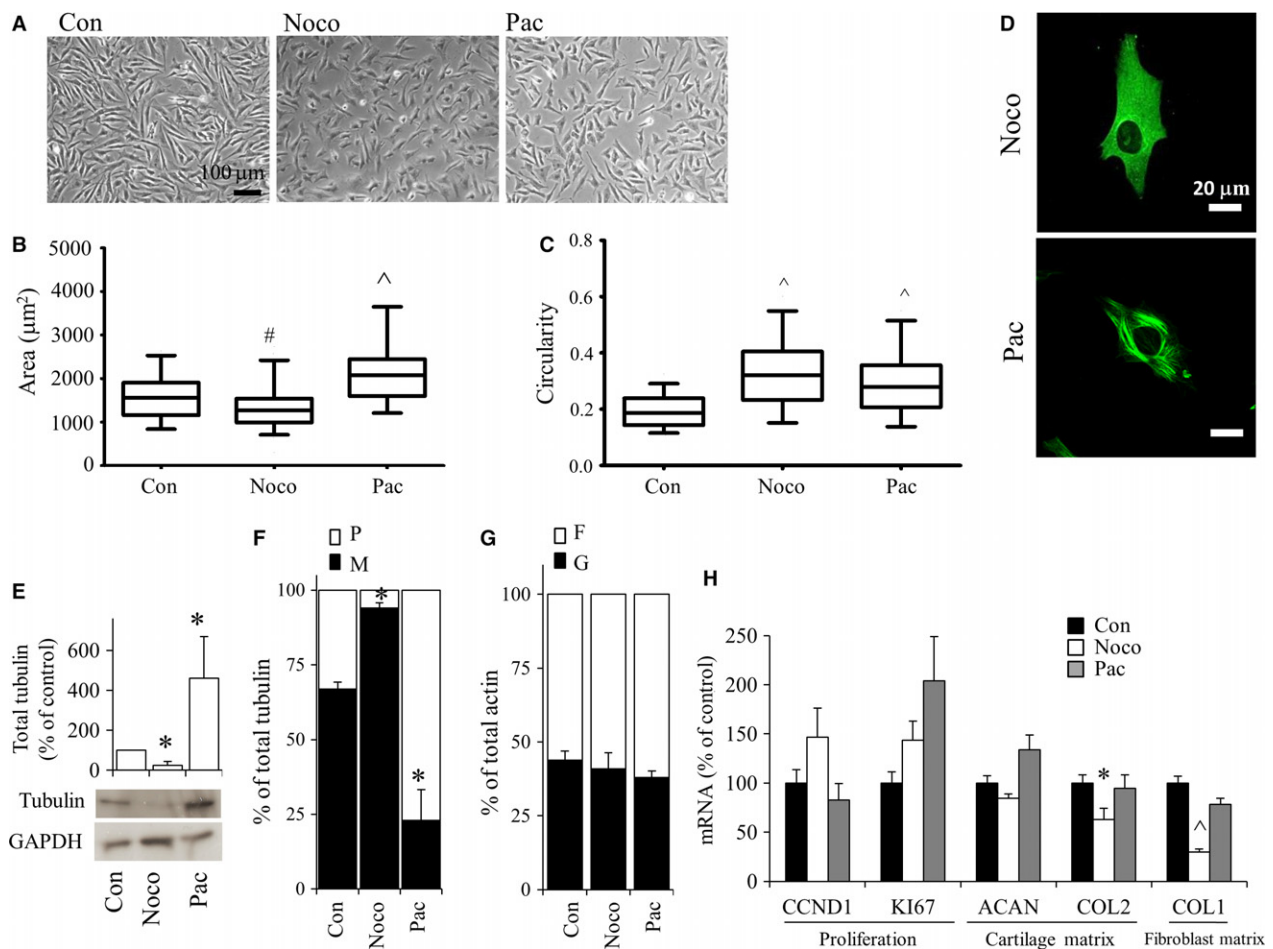 A
Con
Noco
Pac
100 μm
D
Noco
20 μm
Pac
B
5000
4000
3000
2000
1000
0
Area (μm²)
#
^
Con
Noco
Pac
C
0.8
0.6
0.4
0.2
0.0
Circularity
^
^
Con
Noco
Pac
E
Total tubulin
(% of control)
600
400
200
0
*
*
Tubulin
GAPDH
Con
Noco
Pac
F
P
M
% of total tubulin
100
75
50
25
0
*
*
Con
Noco
Pac
G
F
G
% of total actin
100
75
50
25
0
Con
Noco
Pac
H
Con
Noco
Pac
mRNA (% of control)
250
200
150
100
50
0
*
^
CCND1 KI67 ACAN COL2 COL1
Proliferation Cartilage matrix Fibroblast matrix